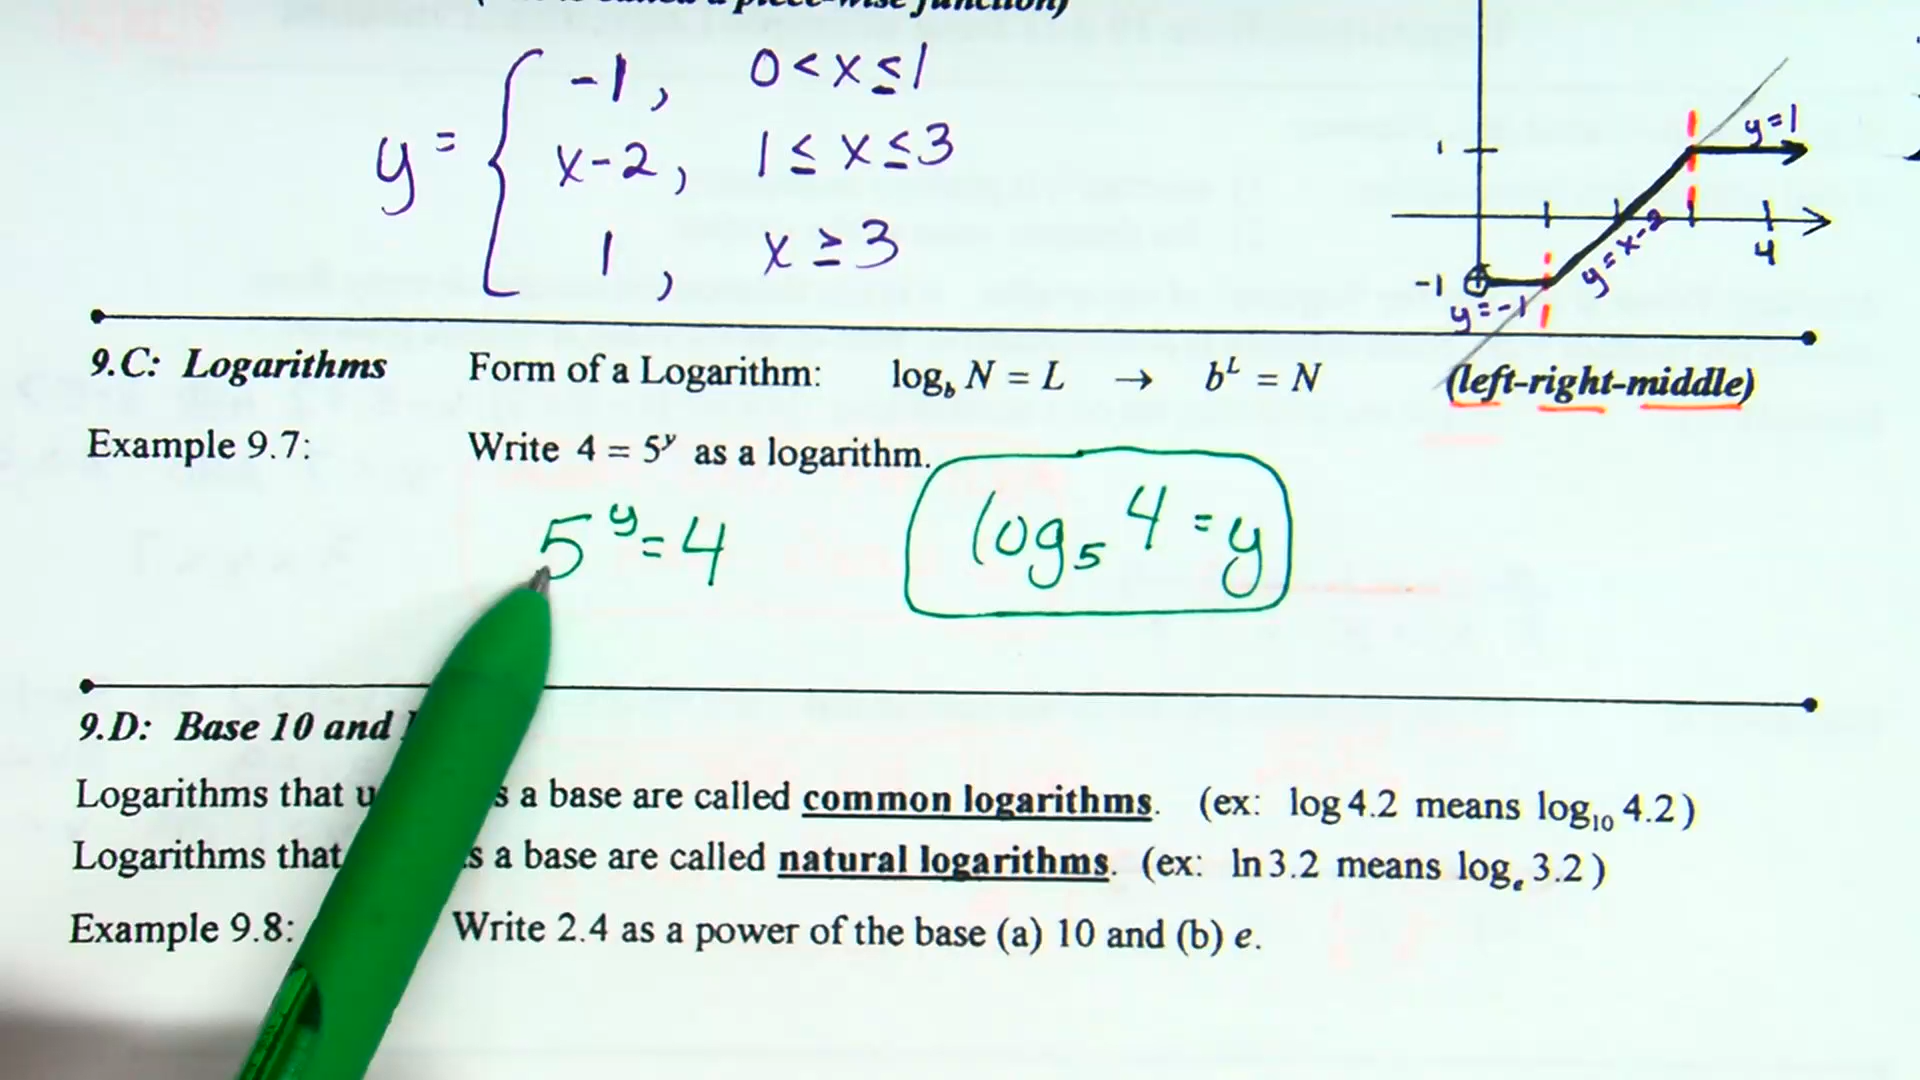 piece-wise function)
y = { -1, 0 < x ≤ 1
x-2, 1 ≤ x ≤ 3
1, x ≥ 3
1
y=1
y=x-2
4
-1
y=-1
9.C: Logarithms Form of a Logarithm: log_b N = L → b^L = N (left-right-middle)
Example 9.7: Write 4 = 5^y as a logarithm.
5^y = 4 log_5 4 = y
9.D: Base 10 and
Logarithms that a base are called common logarithms. (ex: log 4.2 means log_10 4.2)
Logarithms that a base are called natural logarithms. (ex: ln 3.2 means log_e 3.2)
Example 9.8: Write 2.4 as a power of the base (a) 10 and (b) e.